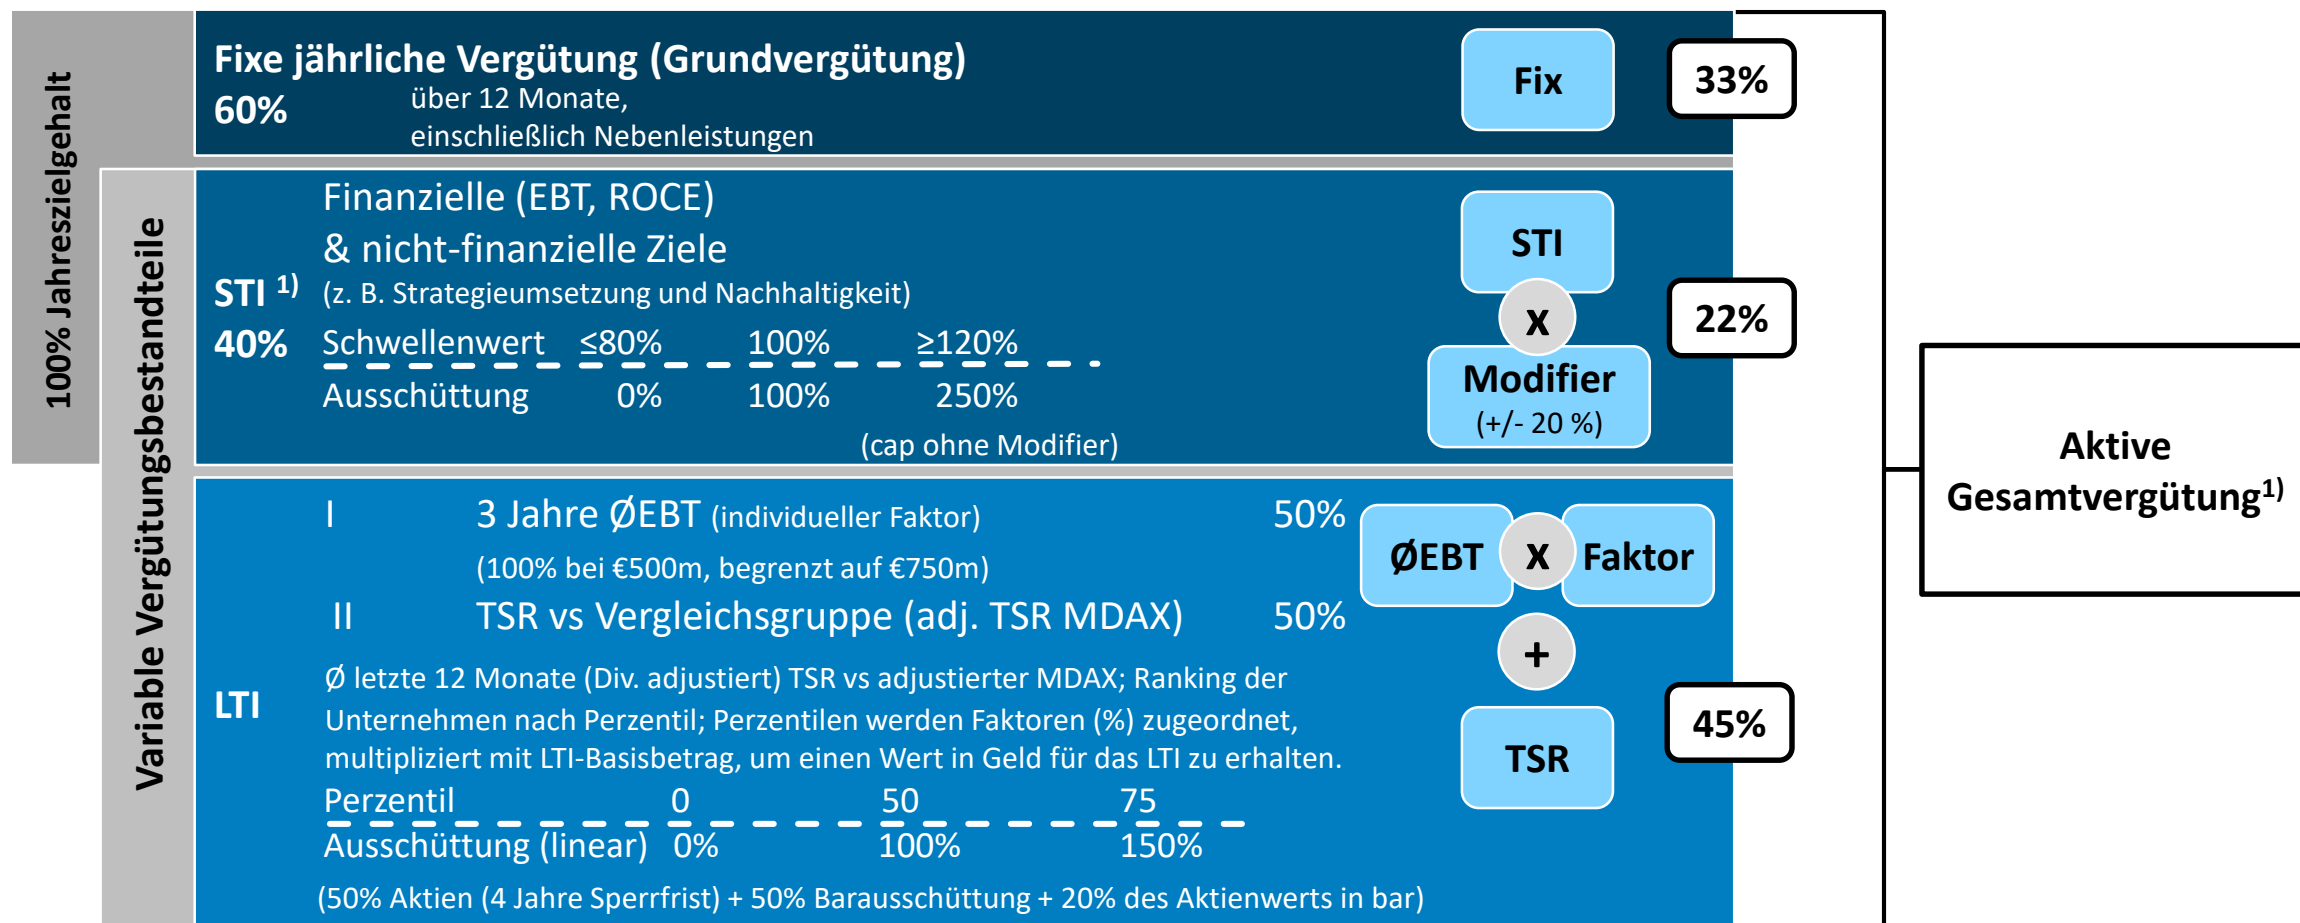 100% Jahreszielgehalt
Variable Vergütungsbestandteile
Fixe jährliche Vergütung (Grundvergütung)
60%
über 12 Monate,
einschließlich Nebenleistungen
Fix
33%
Finanzielle (EBT, ROCE)
& nicht-finanzielle Ziele
(z. B. Strategieumsetzung und Nachhaltigkeit)
STI 1)
40%
Schwellenwert ≤80% 100% ≥120%
Ausschüttung 0% 100% 250%
(cap ohne Modifier)
STI
x
Modifier
(+/- 20 %)
22%
LTI
I 3 Jahre ØEBT (individueller Faktor) 50%
(100% bei €500m, begrenzt auf €750m)
II TSR vs Vergleichsgruppe (adj. TSR MDAX) 50%
Ø letzte 12 Monate (Div. adjustiert) TSR vs adjustierter MDAX; Ranking der
Unternehmen nach Perzentil; Perzentilen werden Faktoren (%) zugeordnet,
multipliziert mit LTI-Basisbetrag, um einen Wert in Geld für das LTI zu erhalten.
Perzentil 0 50 75
Ausschüttung (linear) 0% 100% 150%
(50% Aktien (4 Jahre Sperrfrist) + 50% Barausschüttung + 20% des Aktienwerts in bar)
ØEBT x Faktor
+
TSR
45%
Aktive
Gesamtvergütung1)